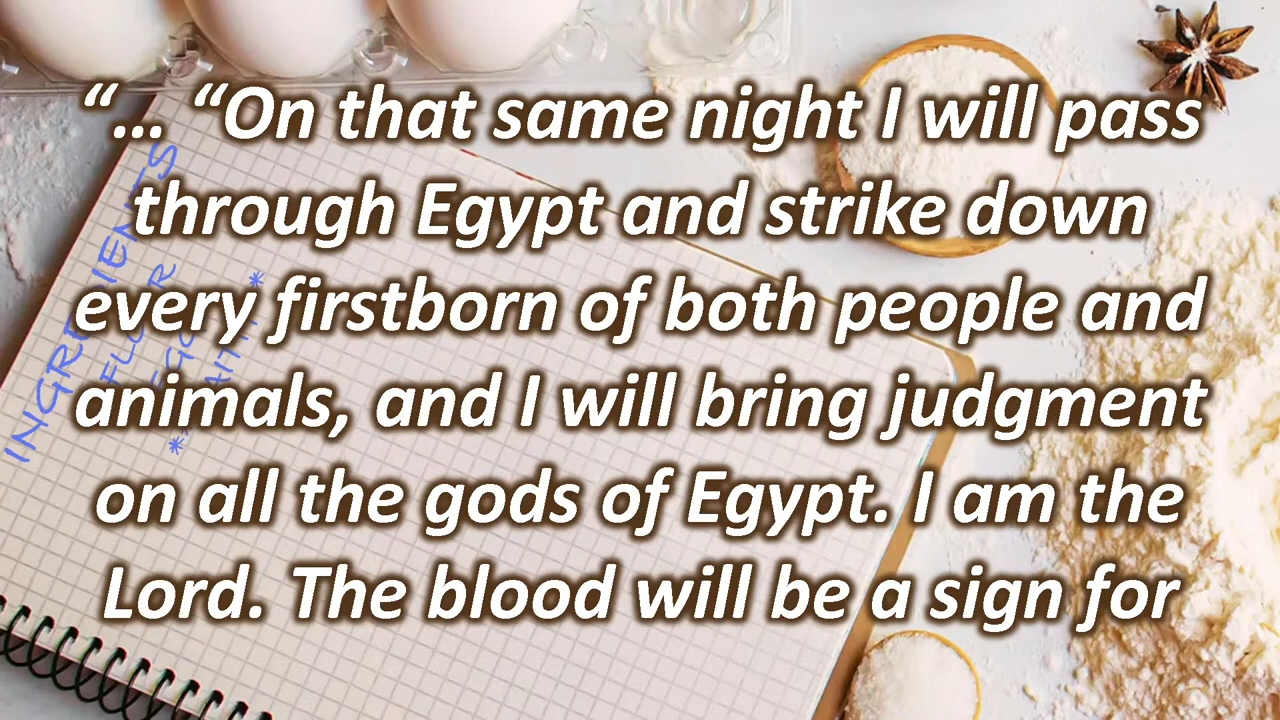 “… “On that same night I will pass
through Egypt and strike down
every firstborn of both people and
animals, and I will bring judgment
on all the gods of Egypt. I am the
Lord. The blood will be a sign for
INGREDIENTS